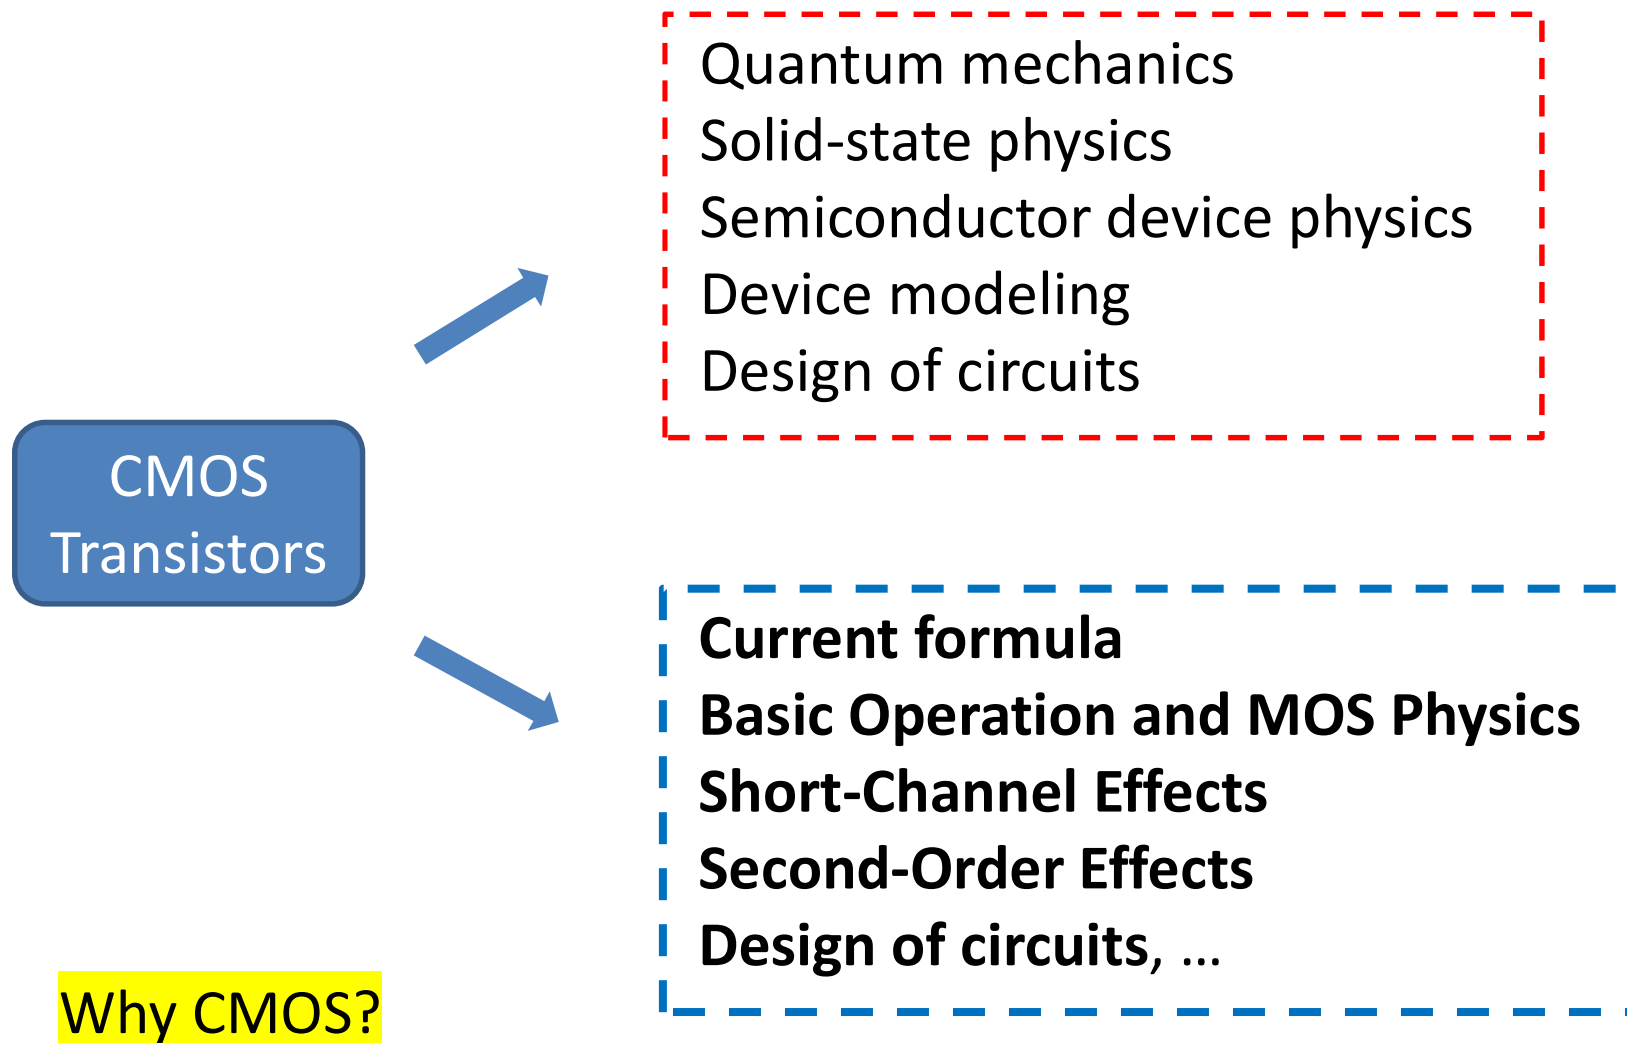 Quantum mechanics
Solid-state physics
Semiconductor device physics
Device modeling
Design of circuits
CMOS
Transistors
Current formula
Basic Operation and MOS Physics
Short-Channel Effects
Second-Order Effects
Design of circuits, ...
Why CMOS?